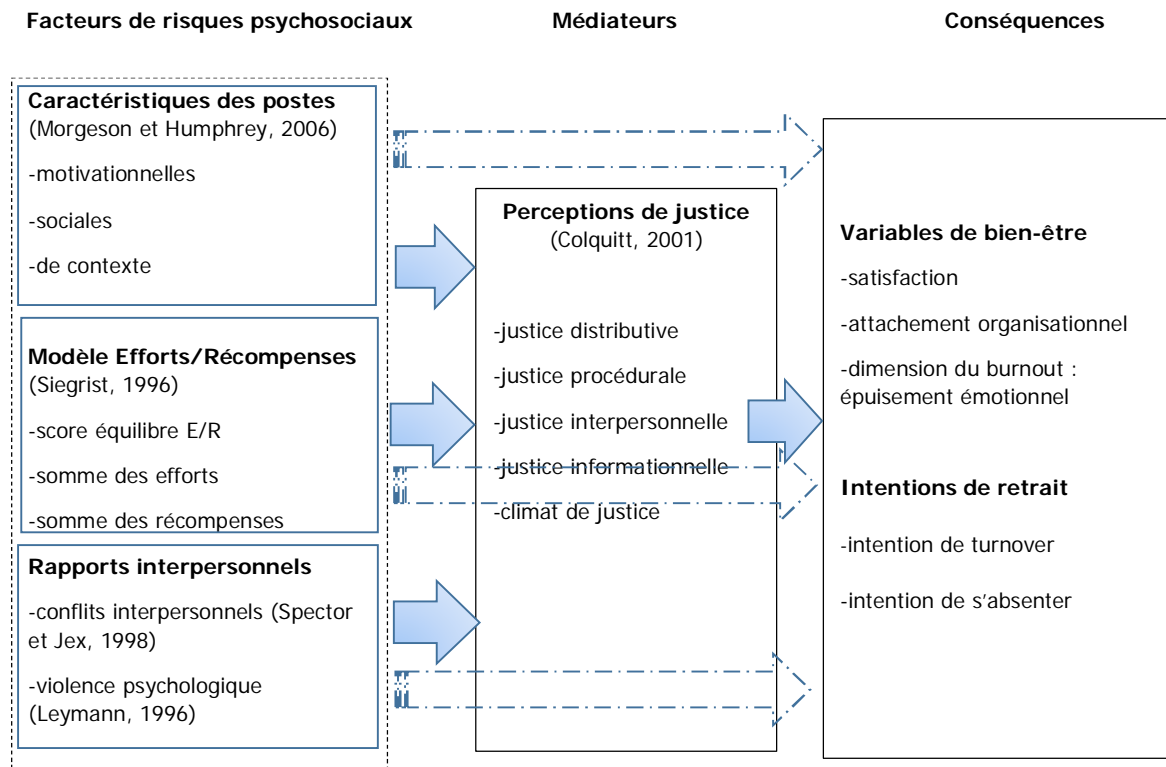 Facteurs de risques psychosociaux
Médiateurs
Conséquences
Caractéristiques des postes
(Morgeson et Humphrey, 2006)
-motivationnelles
-sociales
-de contexte
Modèle Efforts/Récompenses
(Siegrist, 1996)
-score équilibre E/R
-somme des efforts
-somme des récompenses
Rapports interpersonnels
-conflits interpersonnels (Spector
et Jex, 1998)
-violence psychologique
(Leymann, 1996)
Perceptions de justice
(Colquitt, 2001)
-justice distributive
-justice procédurale
-justice interpersonnelle
-justice informationnelle
-climat de justice
Variables de bien-être
-satisfaction
-attachement organisationnel
-dimension du burnout :
épuisement émotionnel
Intentions de retrait
-intention de turnover
-intention de s'absenter